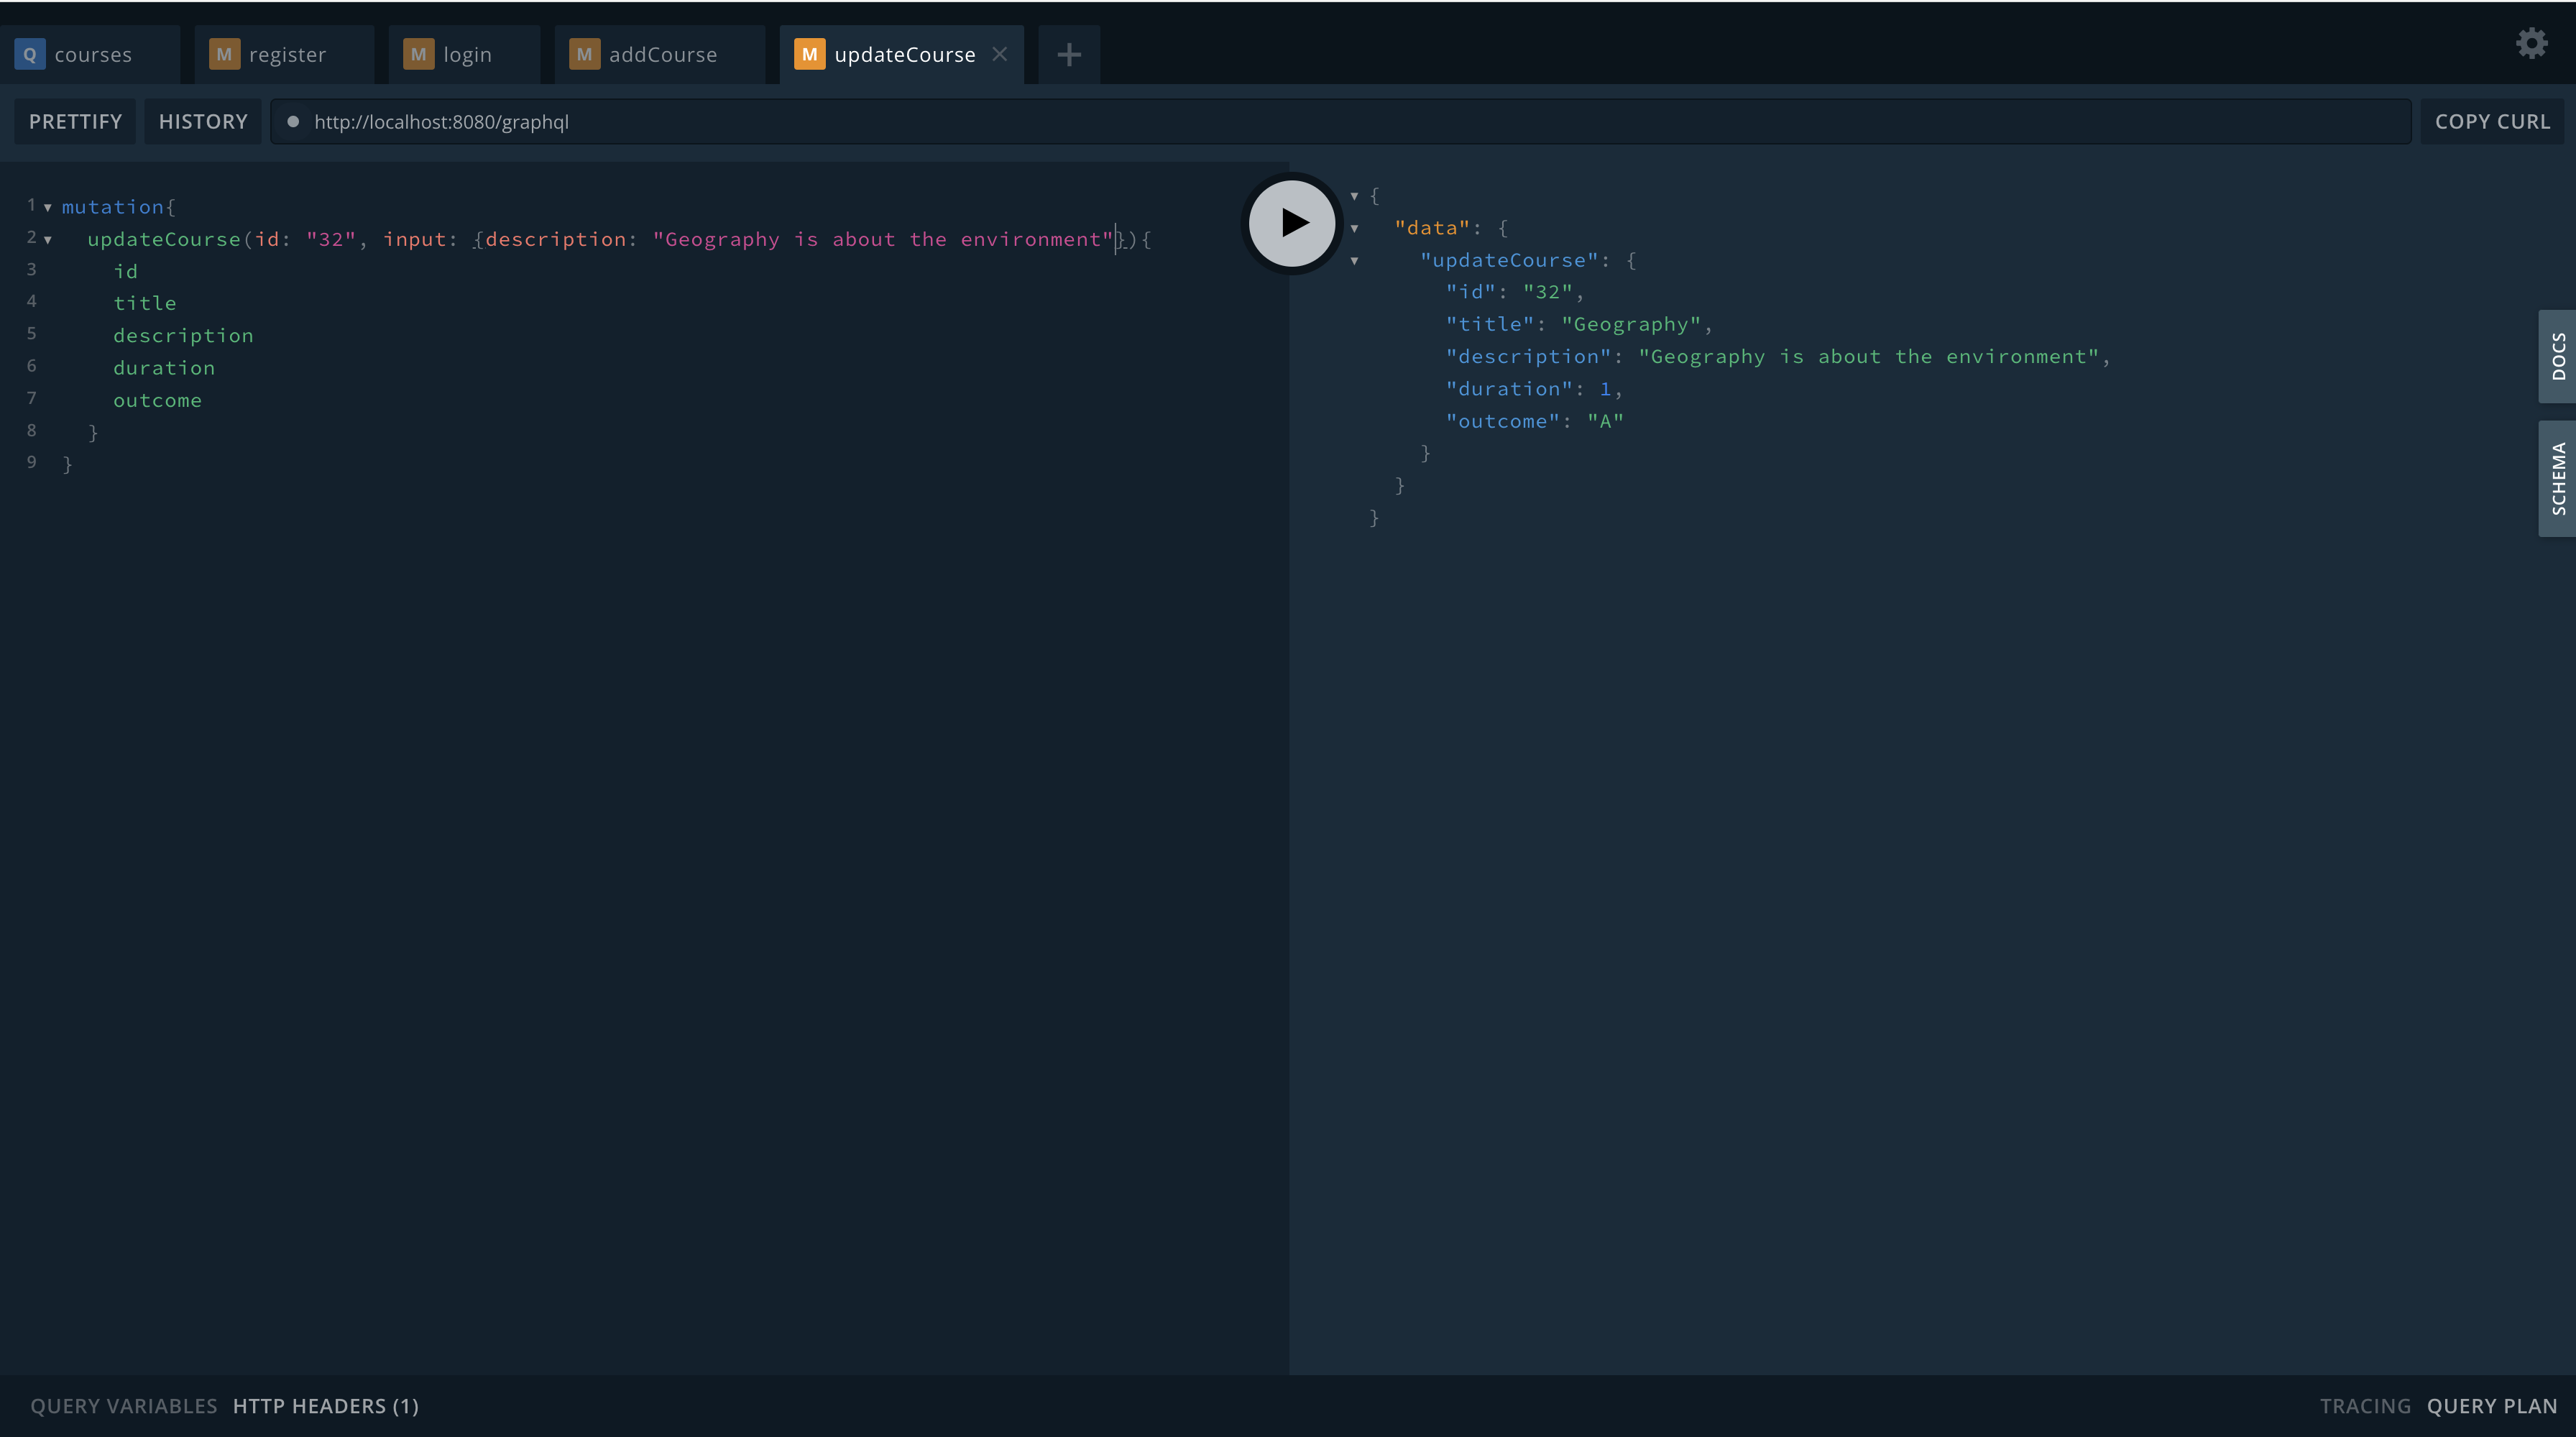 Q courses M register M login M addCourse M updateCourse
PRETTIFY HISTORY http://localhost:8080/graphql COPY CURL
1 mutation{
2 updateCourse(id: "32", input: {description: "Geography is about the environment"}){
3 id
4 title
5 description
6 duration
7 outcome
8 }
9 }
{
"data": {
"updateCourse": {
"id": "32",
"title": "Geography",
"description": "Geography is about the environment",
"duration": 1,
"outcome": "A"
}
}
}
DOCS
SCHEMA
QUERY VARIABLES HTTP HEADERS (1) TRACING QUERY PLAN